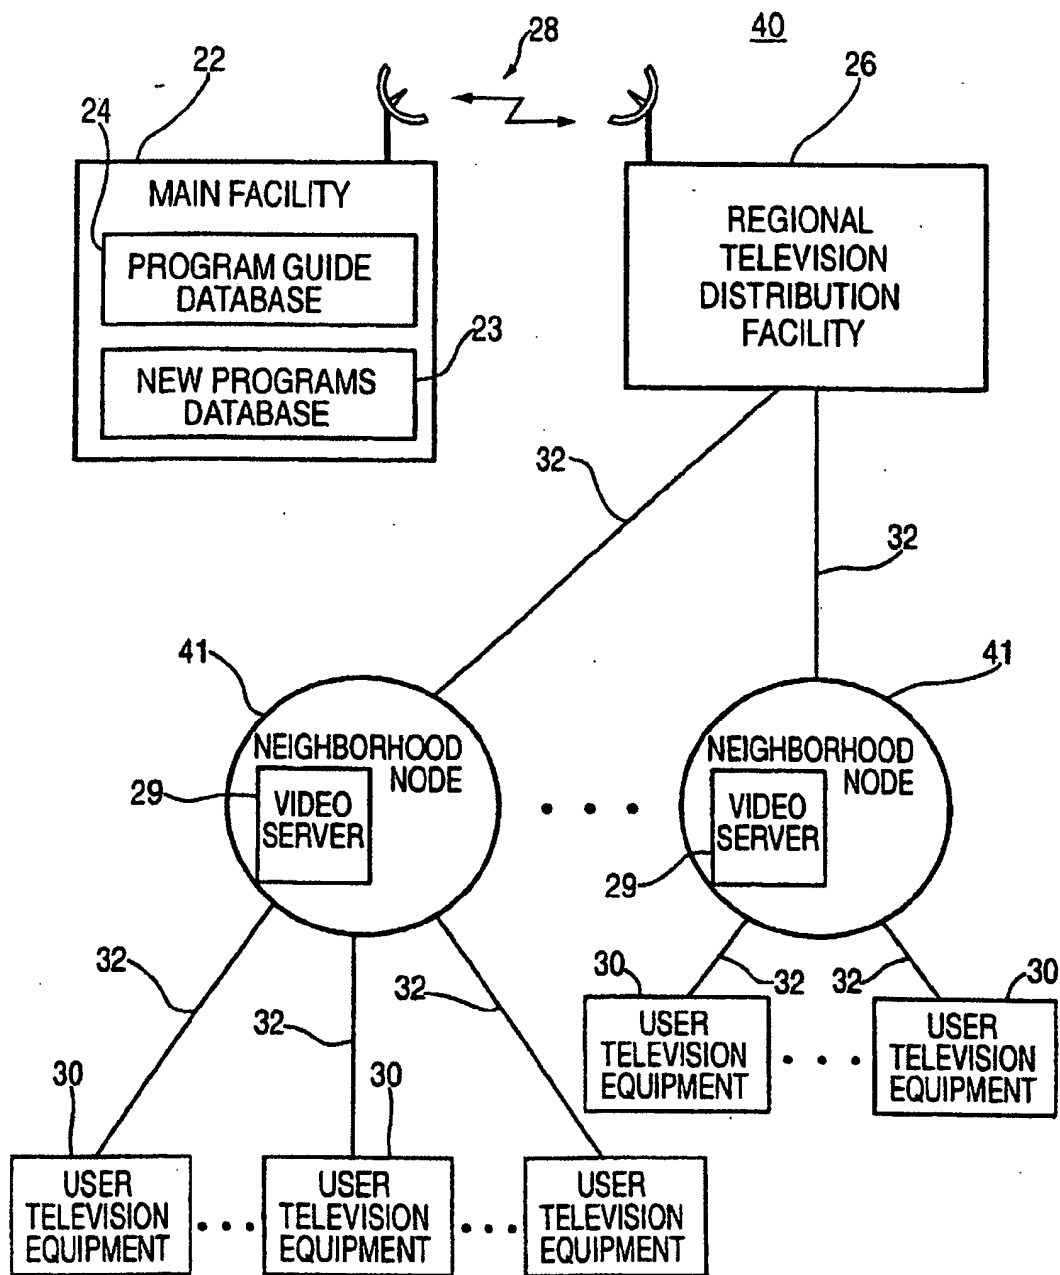 40
28
22
26
24
MAIN FACILITY
PROGRAM GUIDE
DATABASE
23
NEW PROGRAMS
DATABASE
REGIONAL
TELEVISION
DISTRIBUTION
FACILITY
32
32
41
41
NEIGHBORHOOD
NODE
29
VIDEO
SERVER
NEIGHBORHOOD
NODE
VIDEO
SERVER
29
32
32
32
30
32
32
30
USER
TELEVISION
EQUIPMENT
USER
TELEVISION
EQUIPMENT
30
30
USER
TELEVISION
EQUIPMENT
USER
TELEVISION
EQUIPMENT
USER
TELEVISION
EQUIPMENT